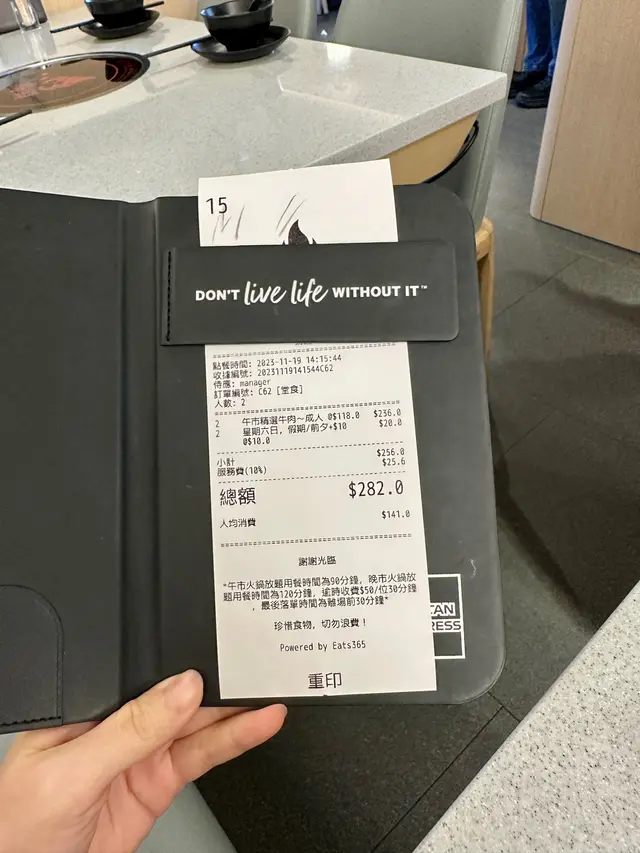 15
DON'T live life WITHOUT IT™
點餐時間: 2023-11-19 14:15:44
收據編號: 20231119141544C62
侍應: manager
訂單編號: C62 [堂食]
人數: 2
2 午市精選牛肉～成人 @$118.0 $236.0
2 星期六日, 假期/前夕+$10 $20.0
@$10.0
小計 $256.0
服務費(10%) $25.6
總額 $282.0
人均消費 $141.0
謝謝光臨
*午市火鍋放題用餐時間為90分鐘, 晚市火鍋放
題用餐時間為120分鐘, 逾時收費$50/位30分鐘
, 最後落單時間為離場前30分鐘*
珍惜食物, 切勿浪費！
Powered by Eats365
重印
CAN
RESS